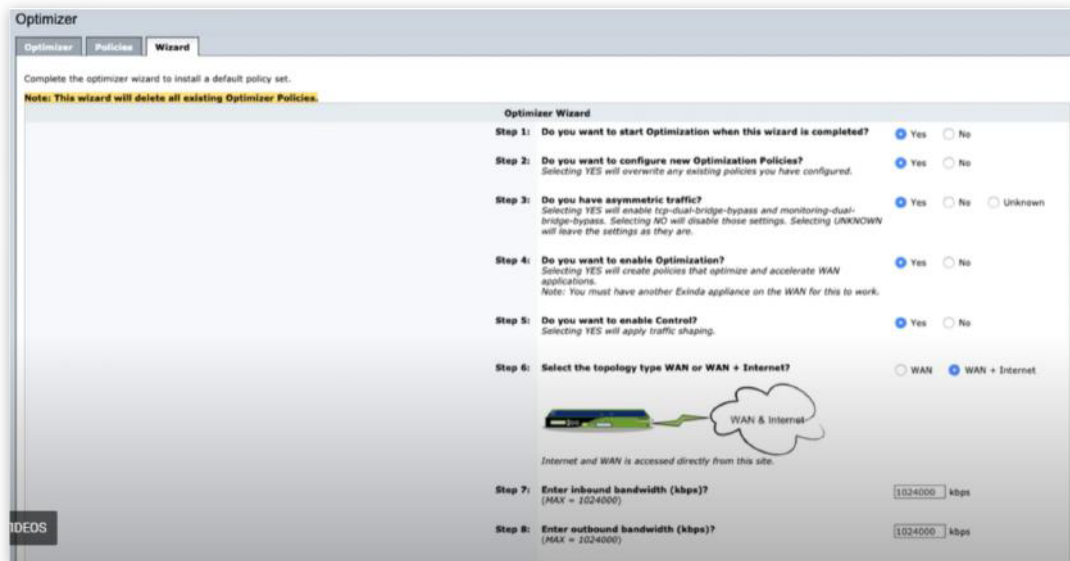 Optimizer
Optimizer Policies Wizard
Complete the optimizer wizard to install a default policy set.
Note: This wizard will delete all existing Optimizer Policies.
Optimizer Wizard
Step 1: Do you want to start Optimization when this wizard is completed? Yes No
Step 2: Do you want to configure new Optimization Policies? Yes No
Selecting YES will overwrite any existing policies you have configured.
Step 3: Do you have asymmetric traffic? Yes No Unknown
Selecting YES will enable tcp-dual-bridge-bypass and monitoring-dual-
bridge-bypass. Selecting NO will disable those settings. Selecting UNKNOWN
will leave the settings as they are.
Step 4: Do you want to enable Optimization? Yes No
Selecting YES will create policies that optimize and accelerate WAN
applications.
Note: You must have another Exinda appliance on the WAN for this to work.
Step 5: Do you want to enable Control? Yes No
Selecting YES will apply traffic shaping.
Step 6: Select the topology type WAN or WAN + Internet? WAN WAN + Internet
WAN & Internet
Internet and WAN is accessed directly from this site.
Step 7: Enter inbound bandwidth (kbps)? 1024000 kbps
(MAX = 1024000)
IDEOS
Step 8: Enter outbound bandwidth (kbps)? 1024000 kbps
(MAX = 1024000)